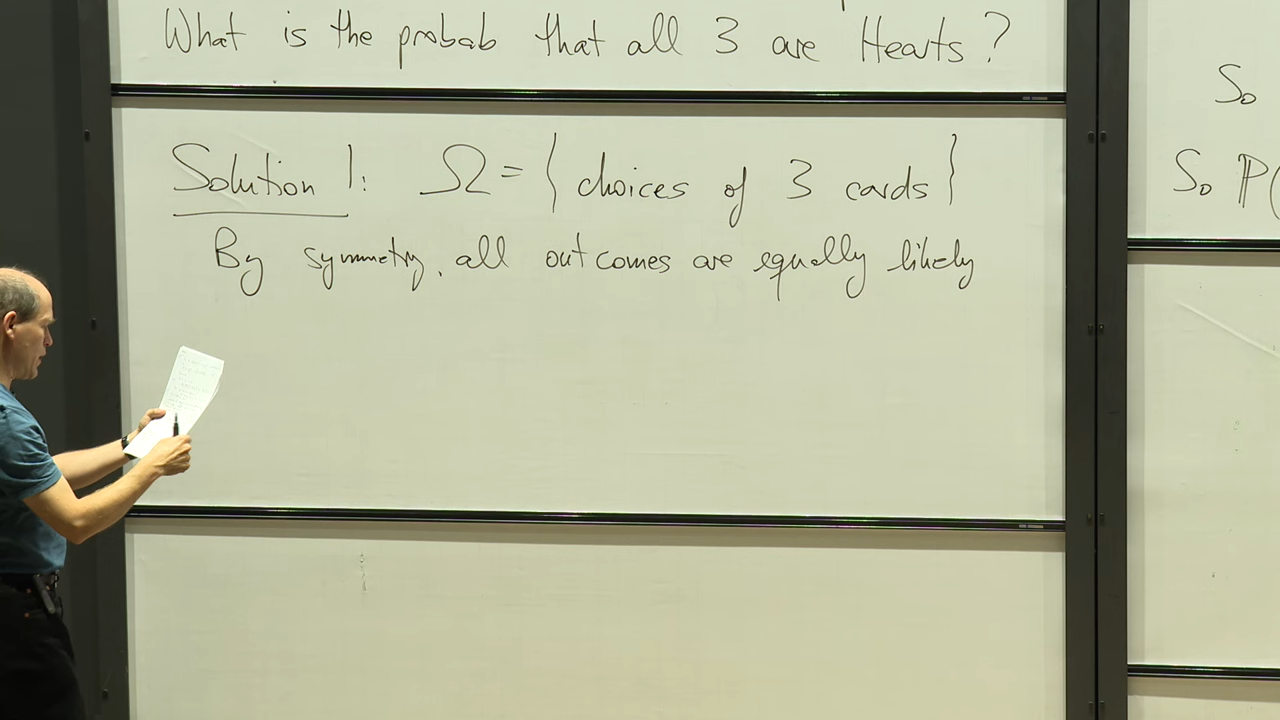 What is the probab that all 3 are Hearts?
Solution 1: Ω = { choices of 3 cards }
By symmetry, all outcomes are equally likely
So
So ℙ(